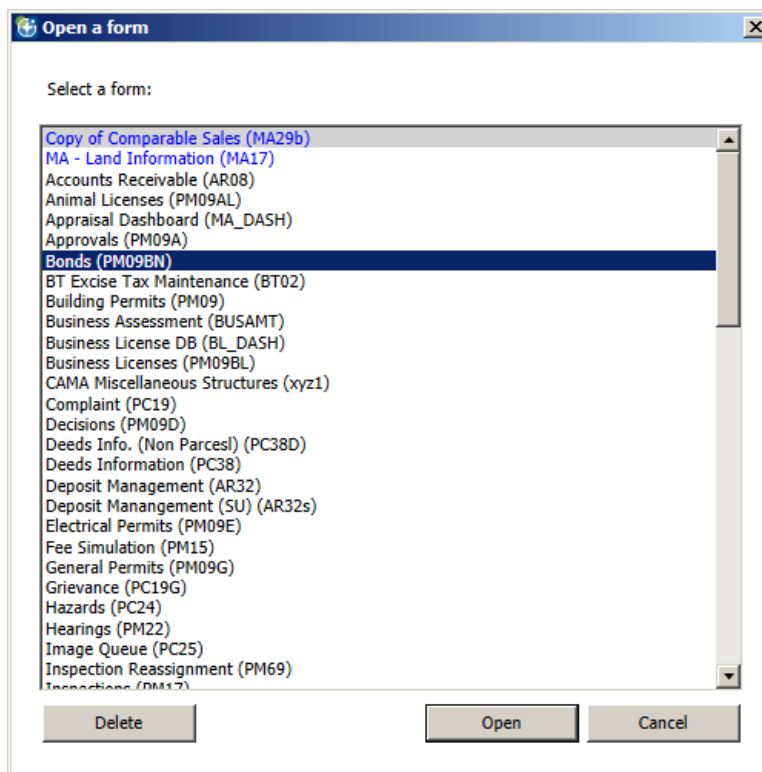 Open a form
Select a form:
Copy of Comparable Sales (MA29b)
MA - Land Information (MA17)
Accounts Receivable (AR08)
Animal Licenses (PM09AL)
Appraisal Dashboard (MA_DASH)
Approvals (PM09A)
Bonds (PM09BN)
BT Excise Tax Maintenance (BT02)
Building Permits (PM09)
Business Assessment (BUSAMT)
Business License DB (BL_DASH)
Business Licenses (PM09BL)
CAMA Miscellaneous Structures (xyz1)
Complaint (PC19)
Decisions (PM09D)
Deeds Info. (Non Parcesl) (PC38D)
Deeds Information (PC38)
Deposit Management (AR32)
Deposit Manangement (SU) (AR32s)
Electrical Permits (PM09E)
Fee Simulation (PM15)
General Permits (PM09G)
Grievance (PC19G)
Hazards (PC24)
Hearings (PM22)
Image Queue (PC25)
Inspection Reassignment (PM69)
Inspections (PM17)
Delete Open Cancel